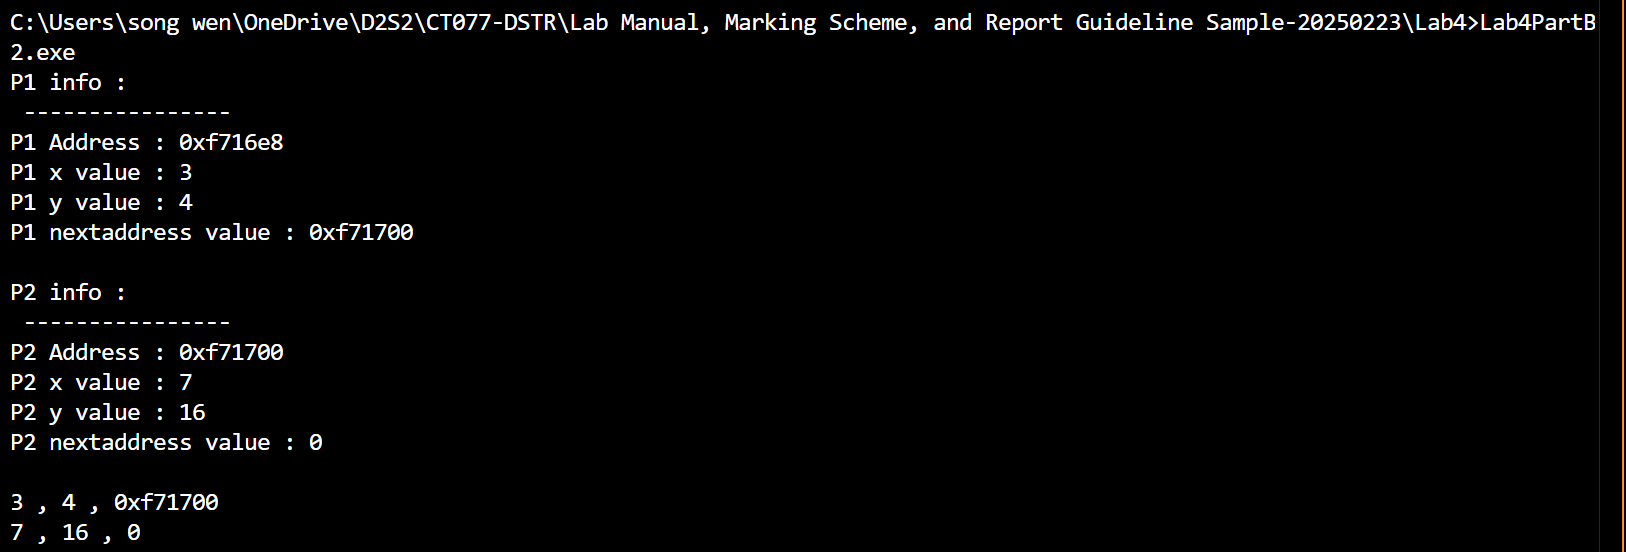 C:\Users\song wen\OneDrive\D2S2\CT077-DSTR\Lab Manual, Marking Scheme, and Report Guideline Sample-20250223\Lab4>Lab4PartB
2.exe
P1 info :
 ----------------
P1 Address : 0xf716e8
P1 x value : 3
P1 y value : 4
P1 nextaddress value : 0xf71700

P2 info :
 ----------------
P2 Address : 0xf71700
P2 x value : 7
P2 y value : 16
P2 nextaddress value : 0

3 , 4 , 0xf71700
7 , 16 , 0